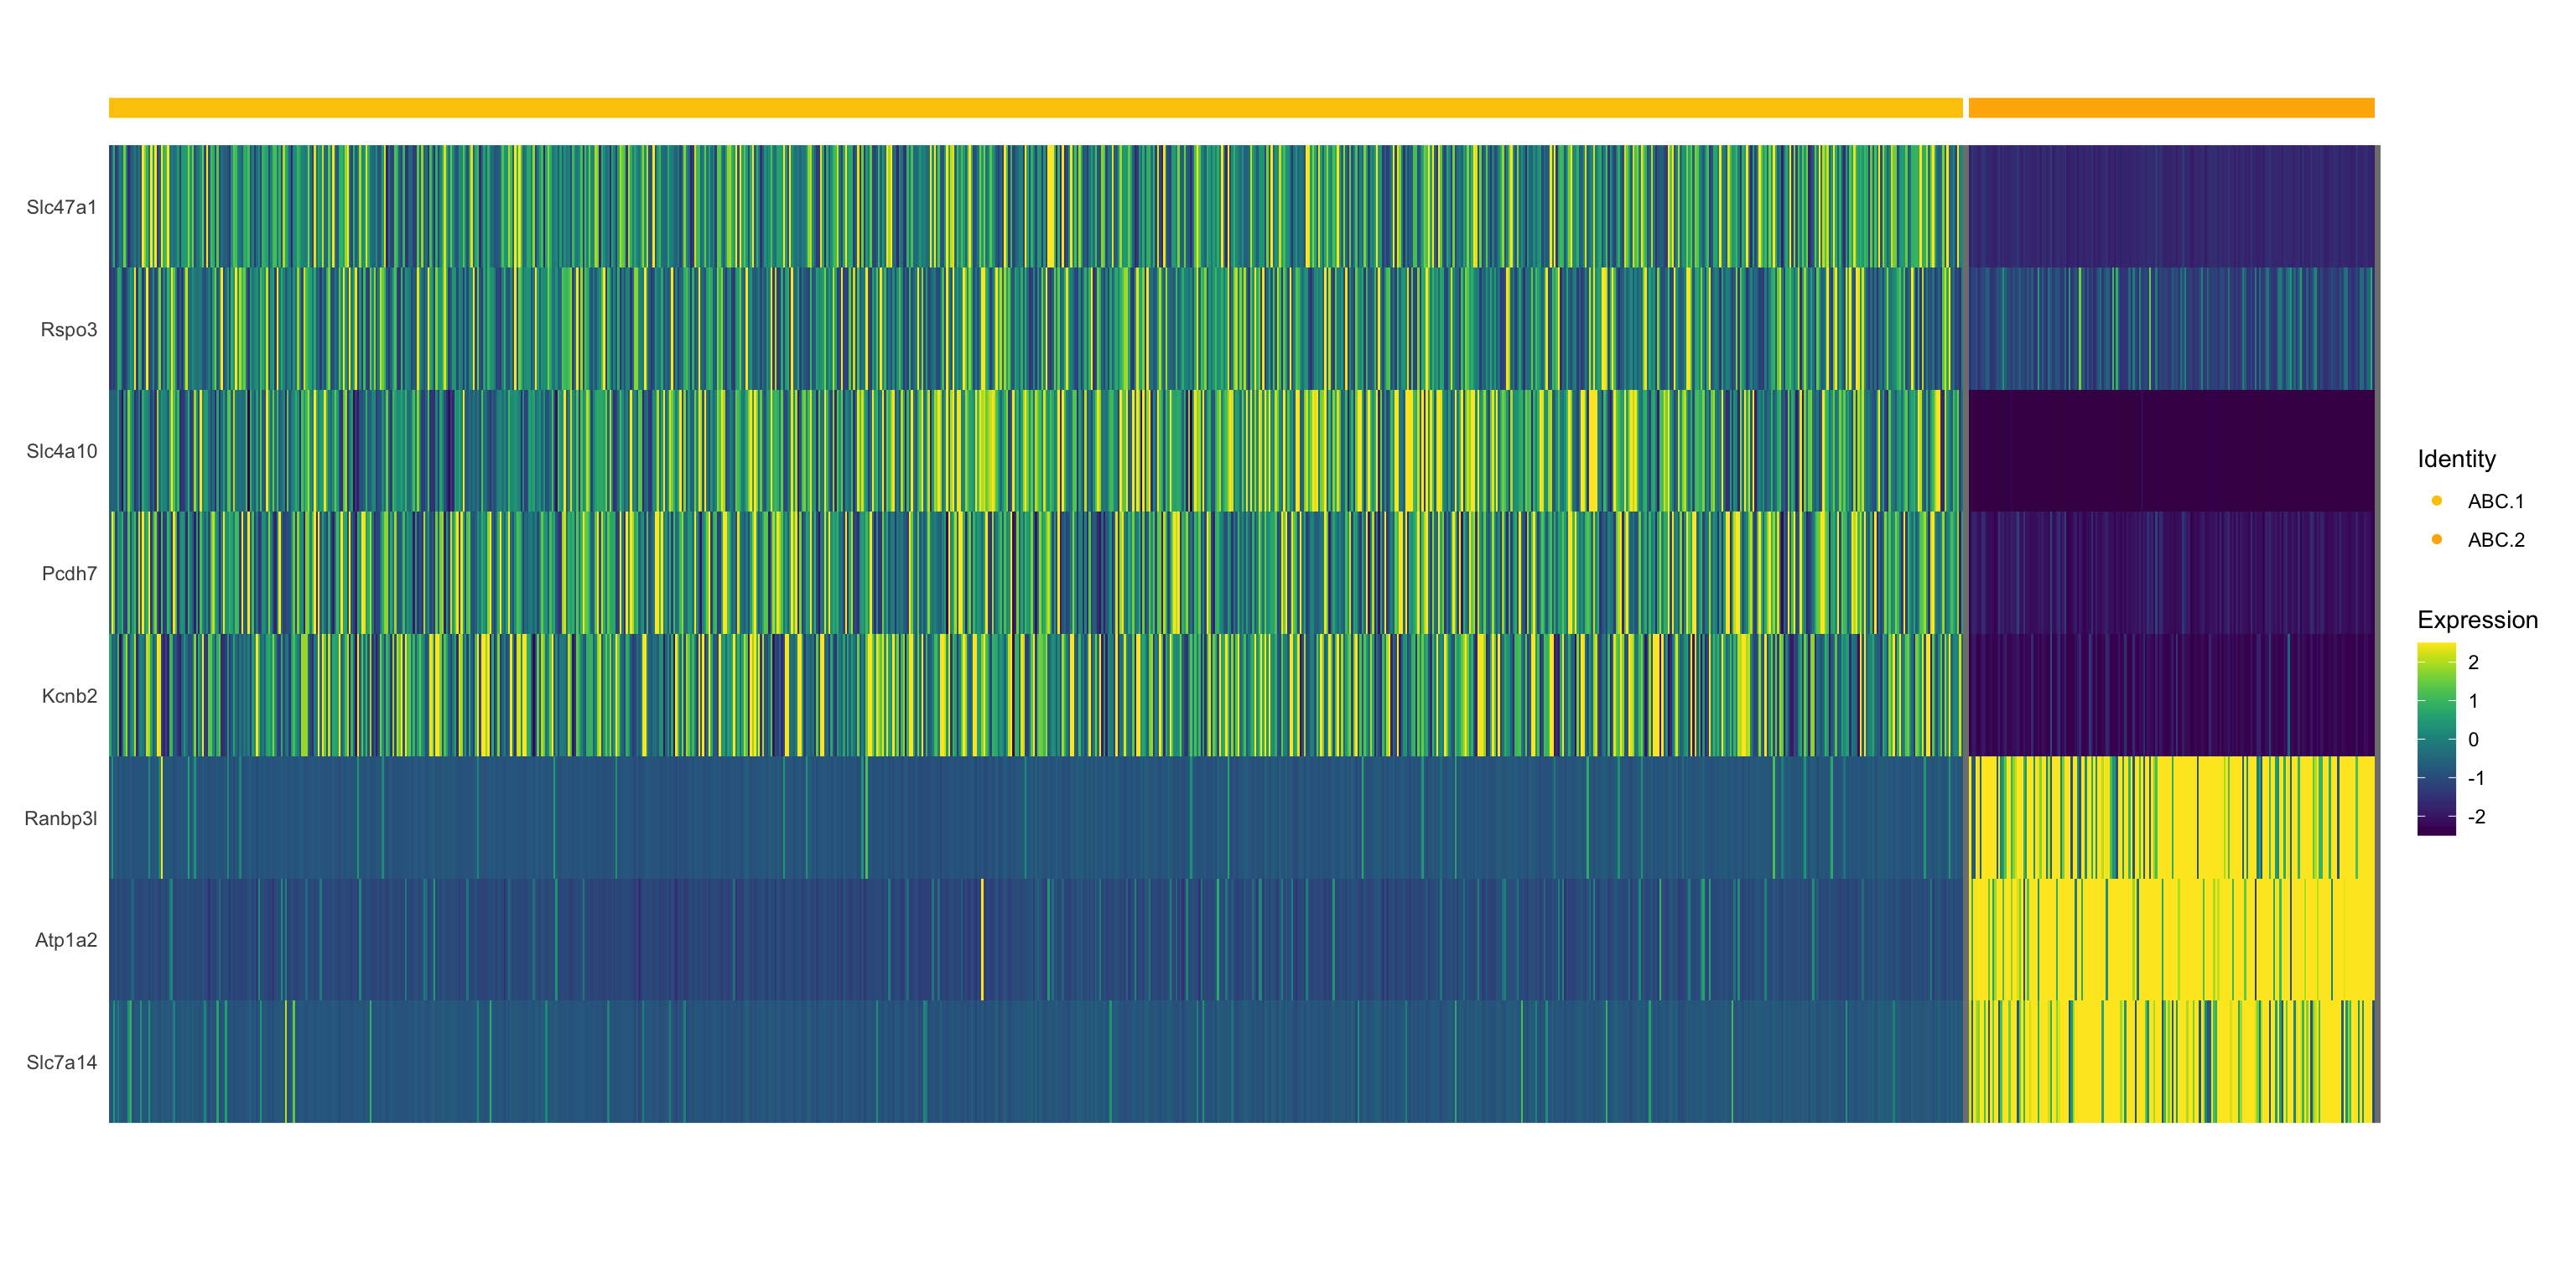 Slc47a1
Rspo3
Slc4a10
Pcdh7
Kcnb2
Ranbp3l
Atp1a2
Slc7a14
Identity
ABC.1
ABC.2
Expression
2
1
0
-1
-2